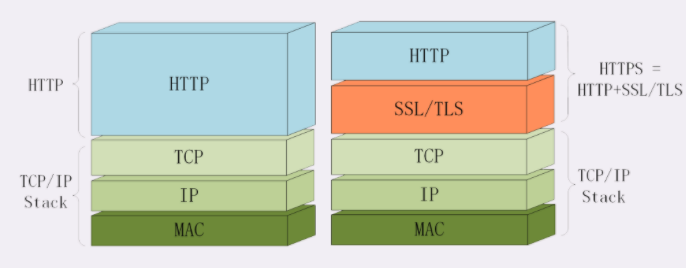 HTTP
HTTP
TCP/IP
Stack
TCP
IP
MAC
HTTP
SSL/TLS
TCP
IP
MAC
HTTPS =
HTTP+SSL/TLS
TCP/IP
Stack